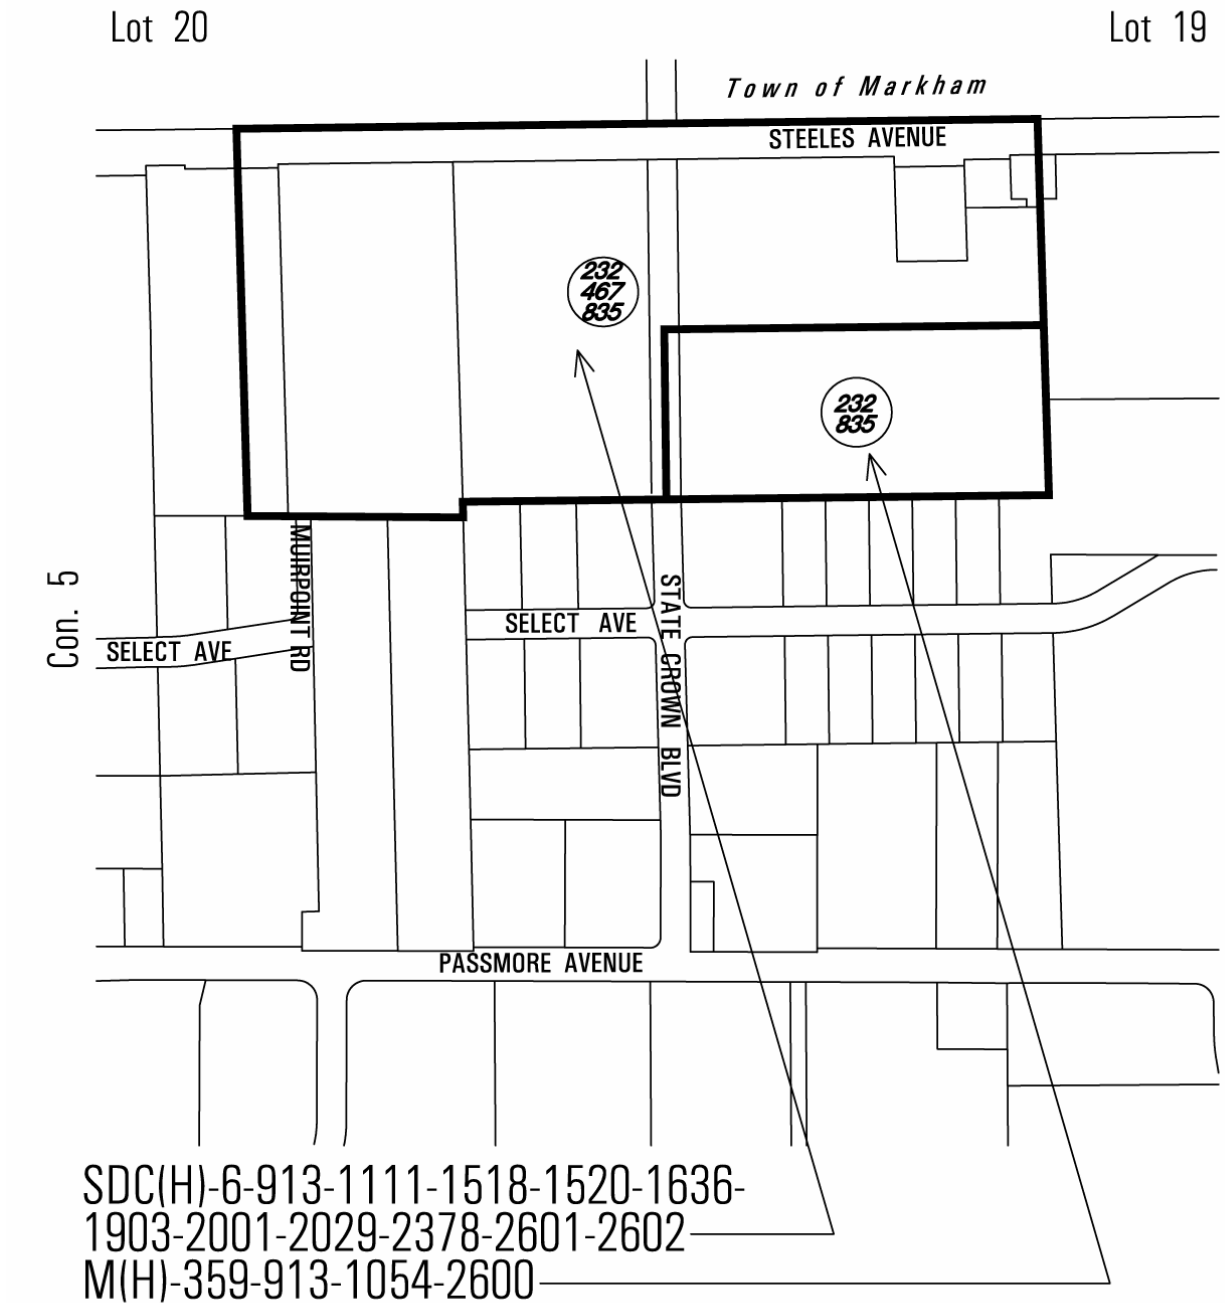 Lot 20
Lot 19
Town of Markham
STEELES AVENUE
232
467
835
232
835
MUIRPOINT RD
Con. 5
STATE CROWN BLVD
SELECT AVE
SELECT AVE
PASSMORE AVENUE
SDC(H)-6-913-1111-1518-1520-1636-
1903-2001-2029-2378-2601-2602
M(H)-359-913-1054-2600